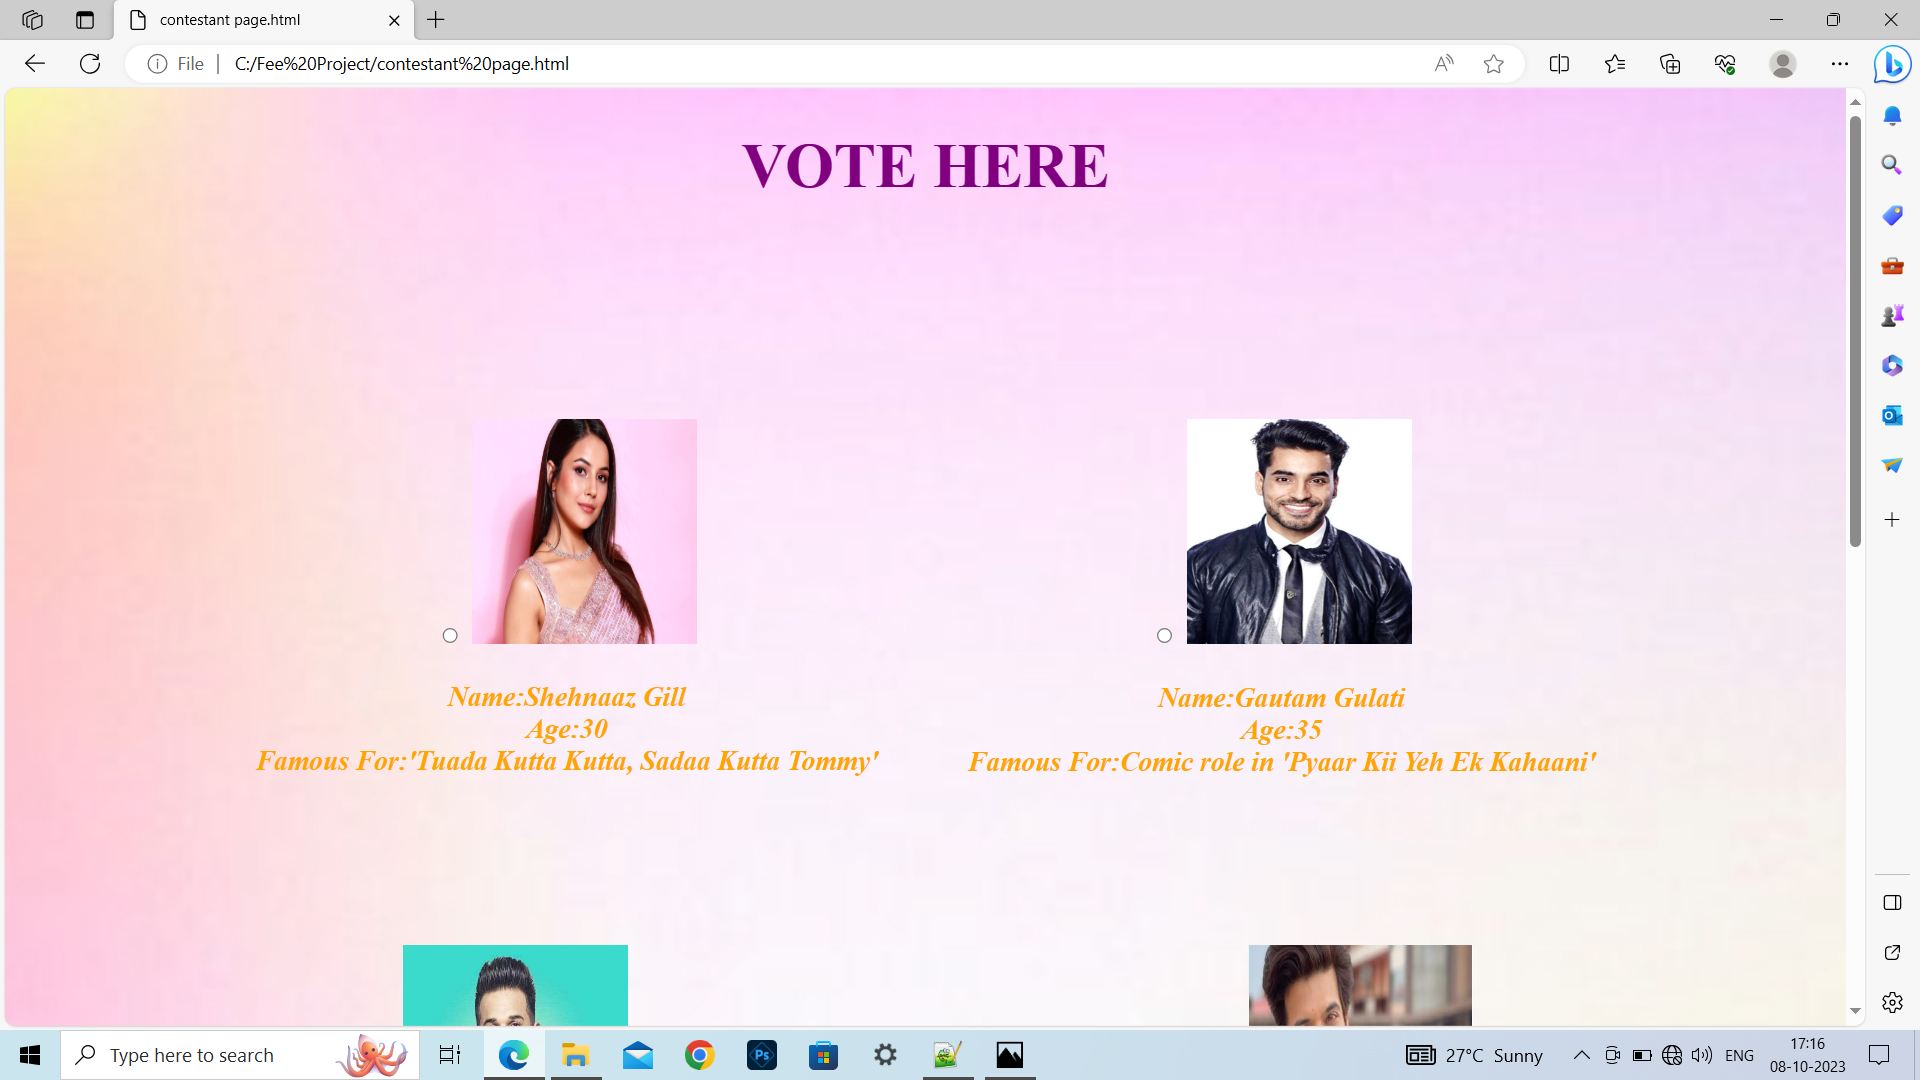 contestant page.html
File
C:/Fee%20Project/contestant%20page.html
VOTE HERE
Name:Shehnaaz Gill
Age:30
Famous For:'Tuada Kutta Kutta, Sadaa Kutta Tommy'
Name:Gautam Gulati
Age:35
Famous For:Comic role in 'Pyaar Kii Yeh Ek Kahaani'
Type here to search
Ps
27°C Sunny
ENG
17:16
08-10-2023